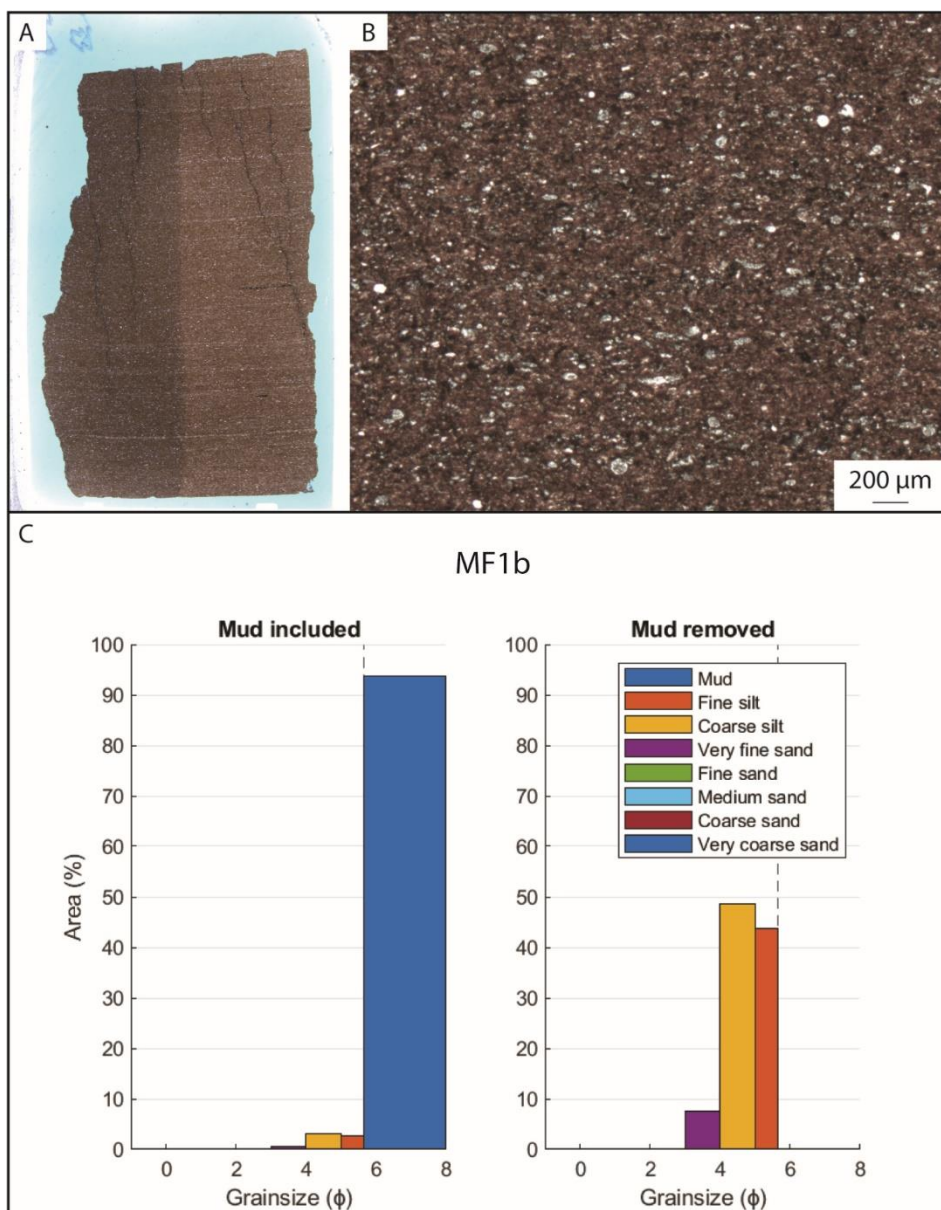 A
B
200 µm
C
MF1b
Mud included
Mud removed
100
90
80
70
60
50
40
30
20
10
0
0 2 4 6 8
Area (%)
Grainsize (ϕ)
100
90
80
70
60
50
40
30
20
10
0
0 2 4 6 8
Grainsize (ϕ)
Mud
Fine silt
Coarse silt
Very fine sand
Fine sand
Medium sand
Coarse sand
Very coarse sand